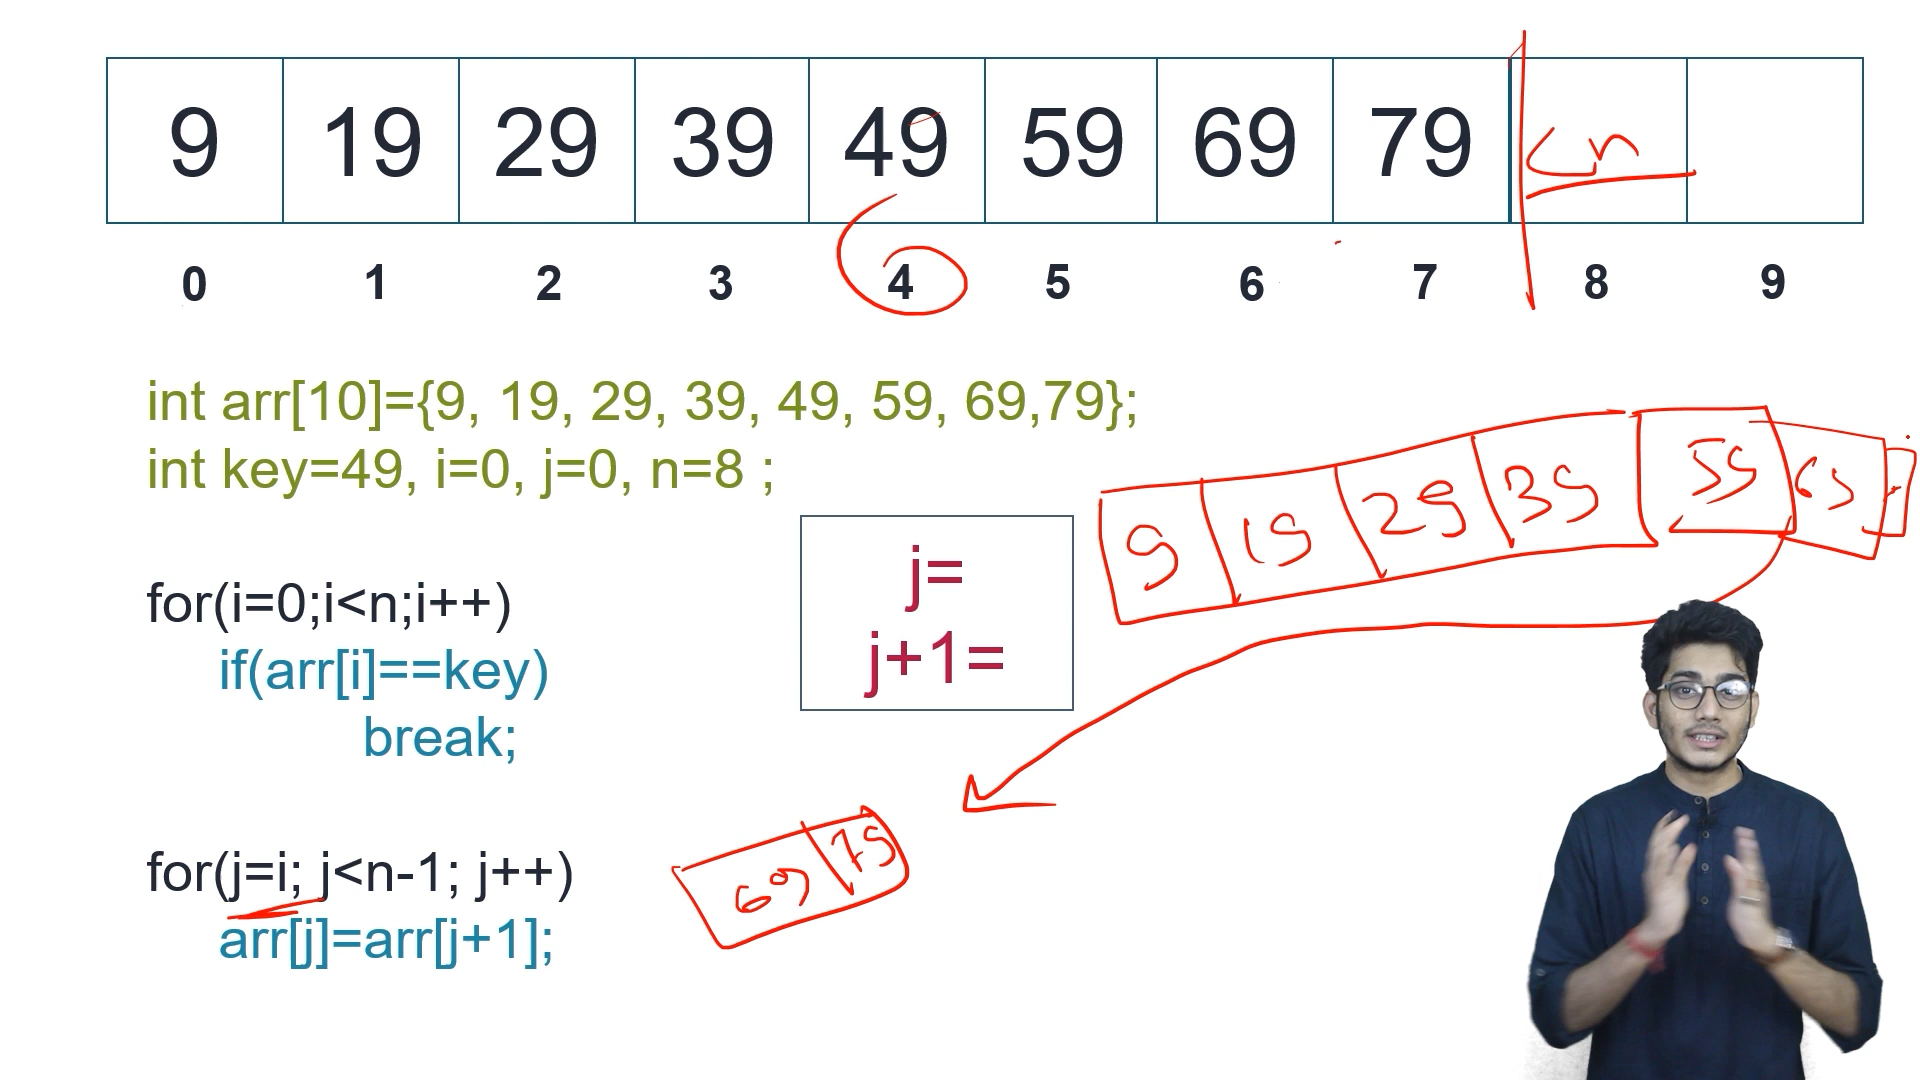 9 19 29 39 49 59 69 79 <n
0 1 2 3 4 5 6 7 8 9
int arr[10]={9, 19, 29, 39, 49, 59, 69,79};
int key=49, i=0, j=0, n=8 ;
9 19 29 39 59 69
j=
j+1=
for(i=0;i<n;i++)
if(arr[i]==key)
break;
for(j=i; j<n-1; j++)
arr[j]=arr[j+1];
69 79